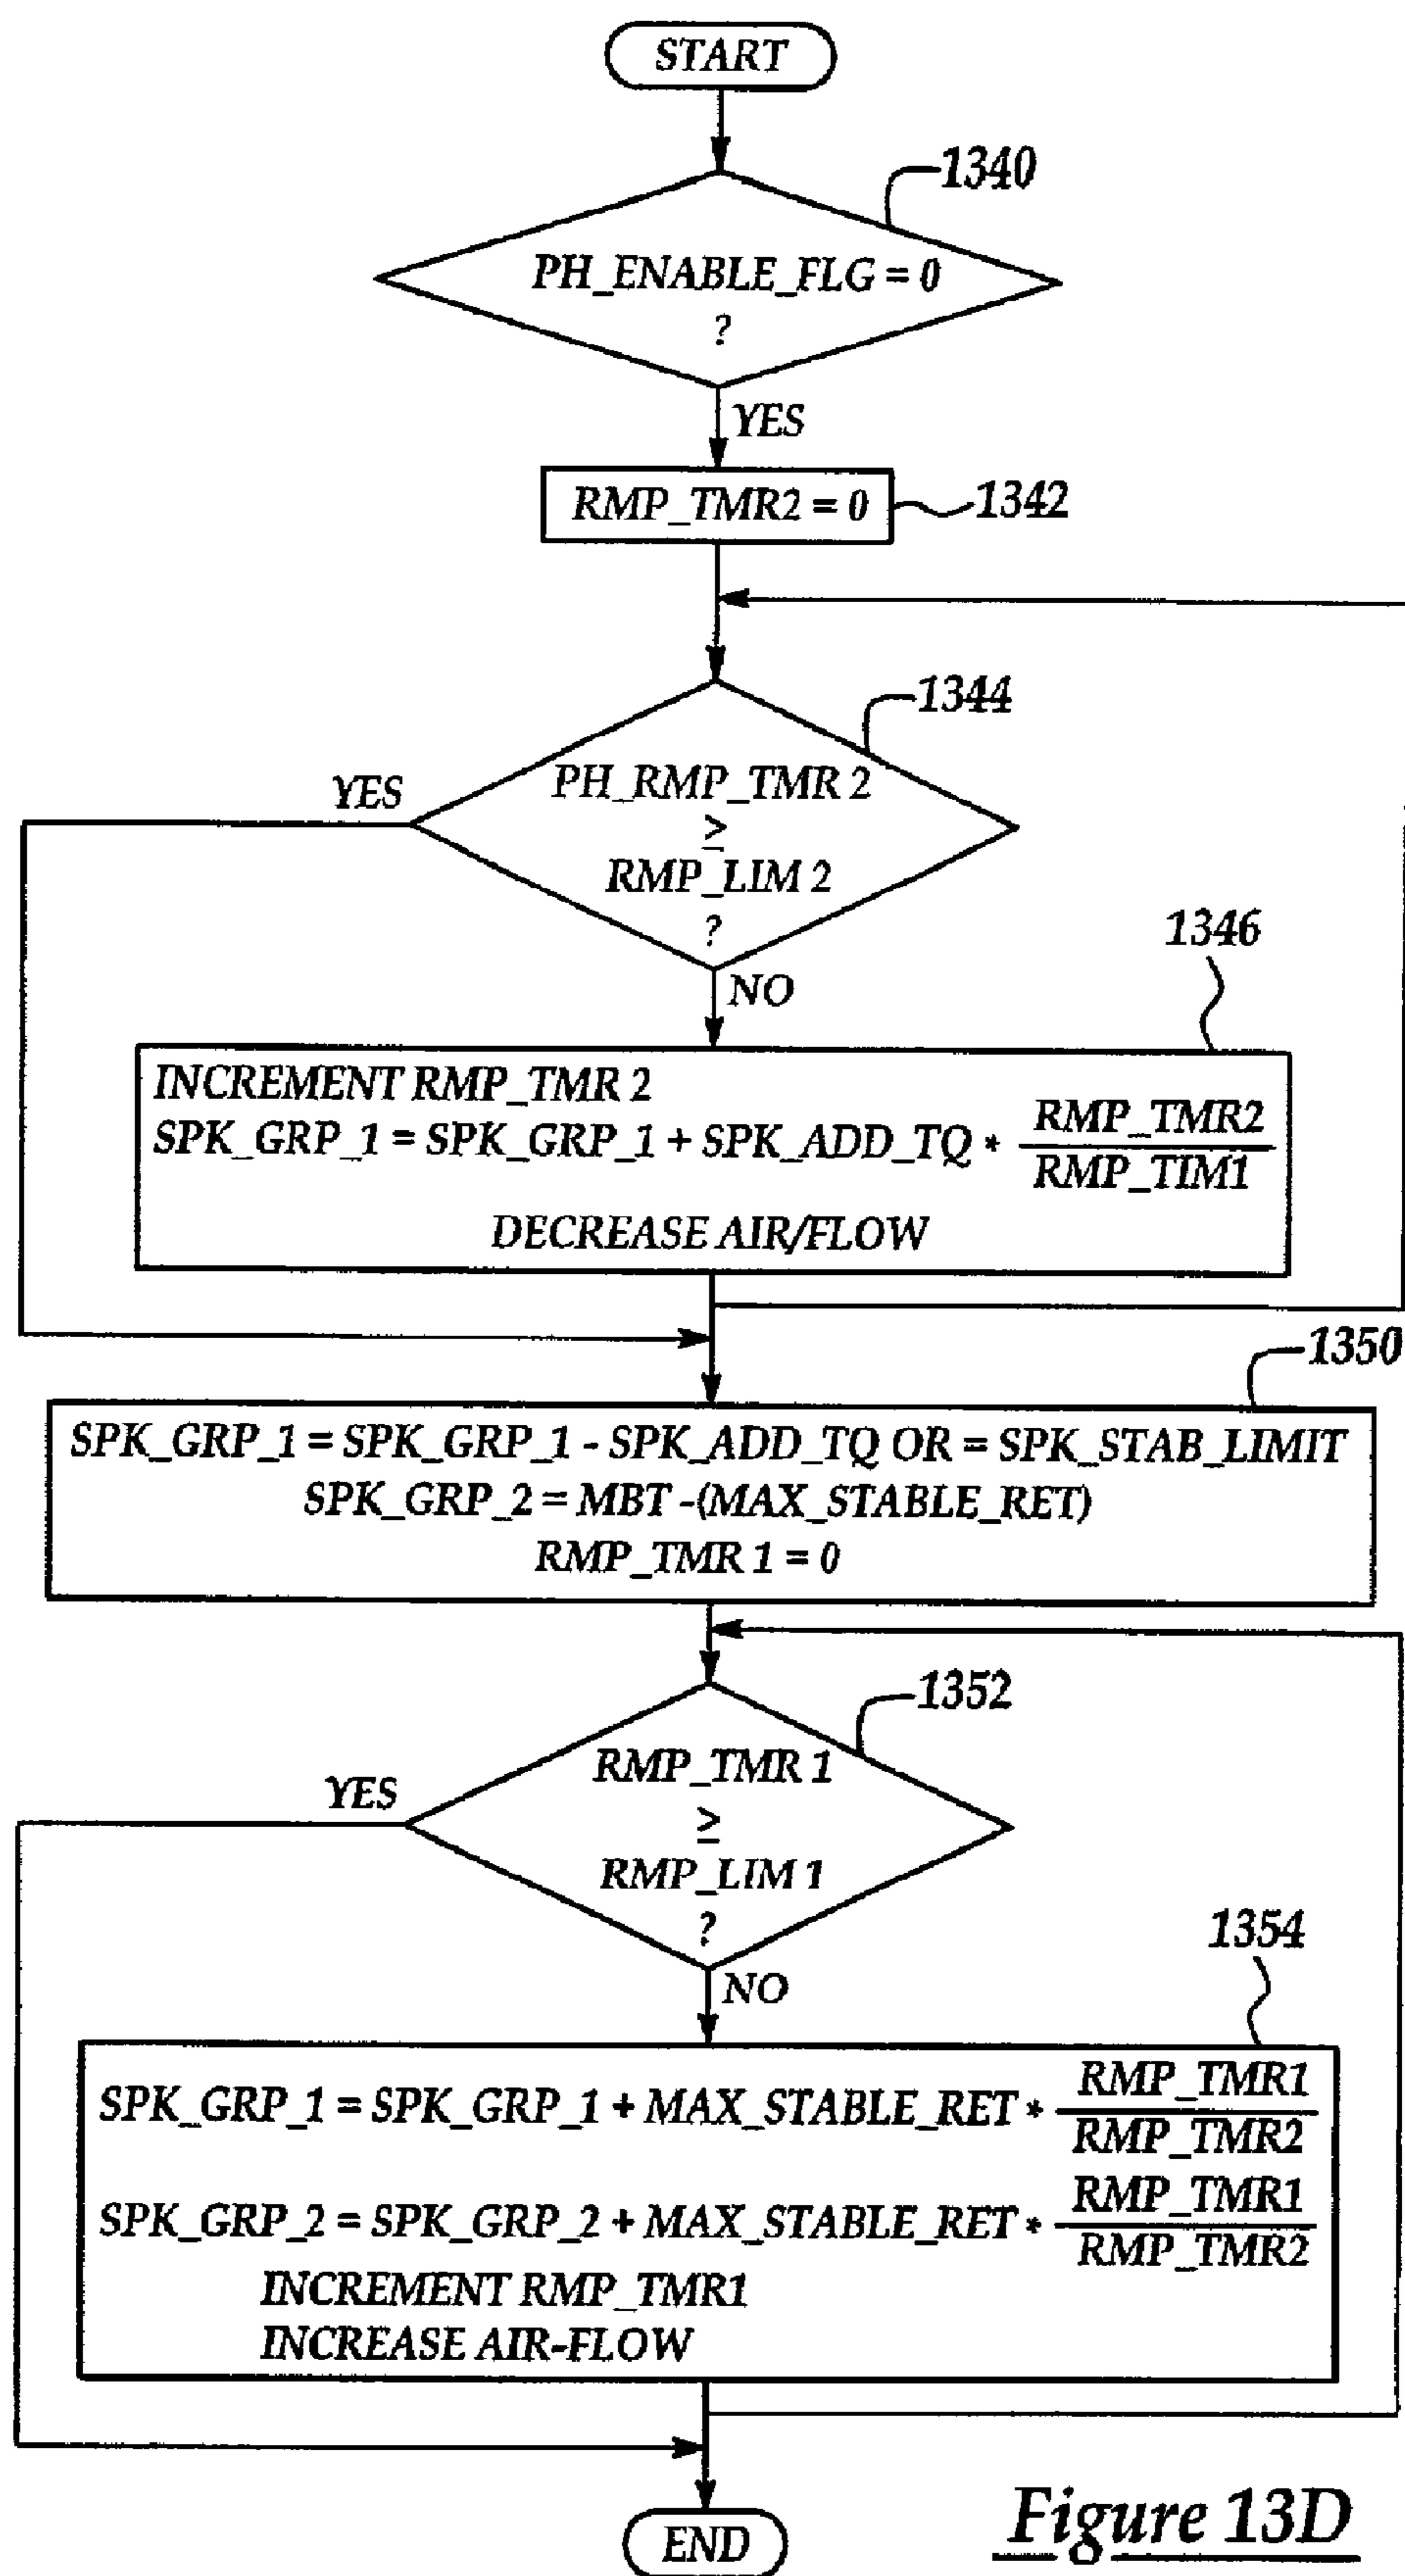 START
1340
PH_ENABLE_FLG = 0
?
YES
RMP_TMR2 = 0
1342
1344
YES
PH_RMP_TMR 2
≥
RMP_LIM 2
?
NO
1346
INCREMENT RMP_TMR 2
SPK_GRP_1 = SPK_GRP_1 + SPK_ADD_TQ * RMP_TMR2
RMP_TIM1
DECREASE AIR/FLOW
1350
SPK_GRP_1 = SPK_GRP_1 - SPK_ADD_TQ OR = SPK_STAB_LIMIT
SPK_GRP_2 = MBT -(MAX_STABLE_RET)
RMP_TMR 1 = 0
1352
YES
RMP_TMR 1
≥
RMP_LIM 1
?
NO
1354
SPK_GRP_1 = SPK_GRP_1 + MAX_STABLE_RET * RMP_TMR1
RMP_TMR2
SPK_GRP_2 = SPK_GRP_2 + MAX_STABLE_RET * RMP_TMR1
RMP_TMR2
INCREMENT RMP_TMR1
INCREASE AIR-FLOW
END
Figure 13D